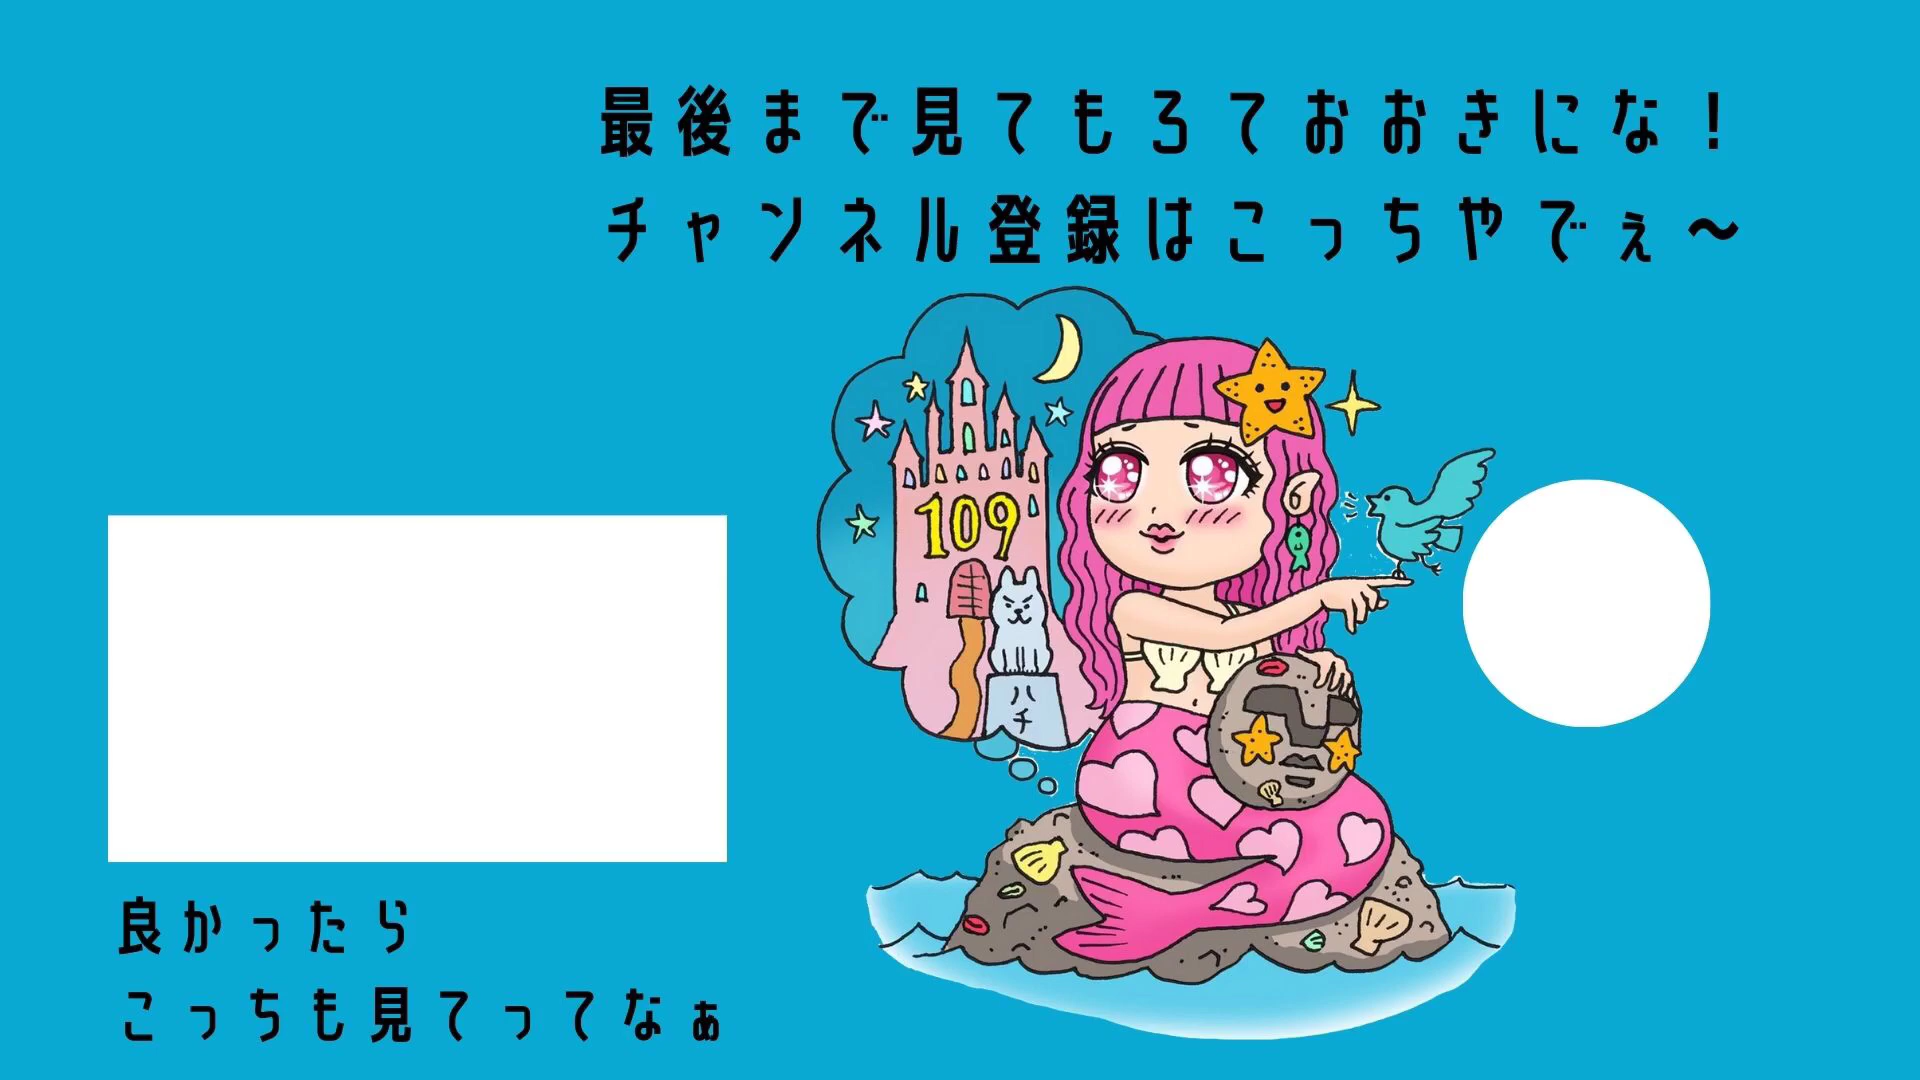 最後まで見てもろておおきにな！
チャンネル登録はこっちやでぇ〜
109
ハチ
良かったら
こっちも見てってなぁ